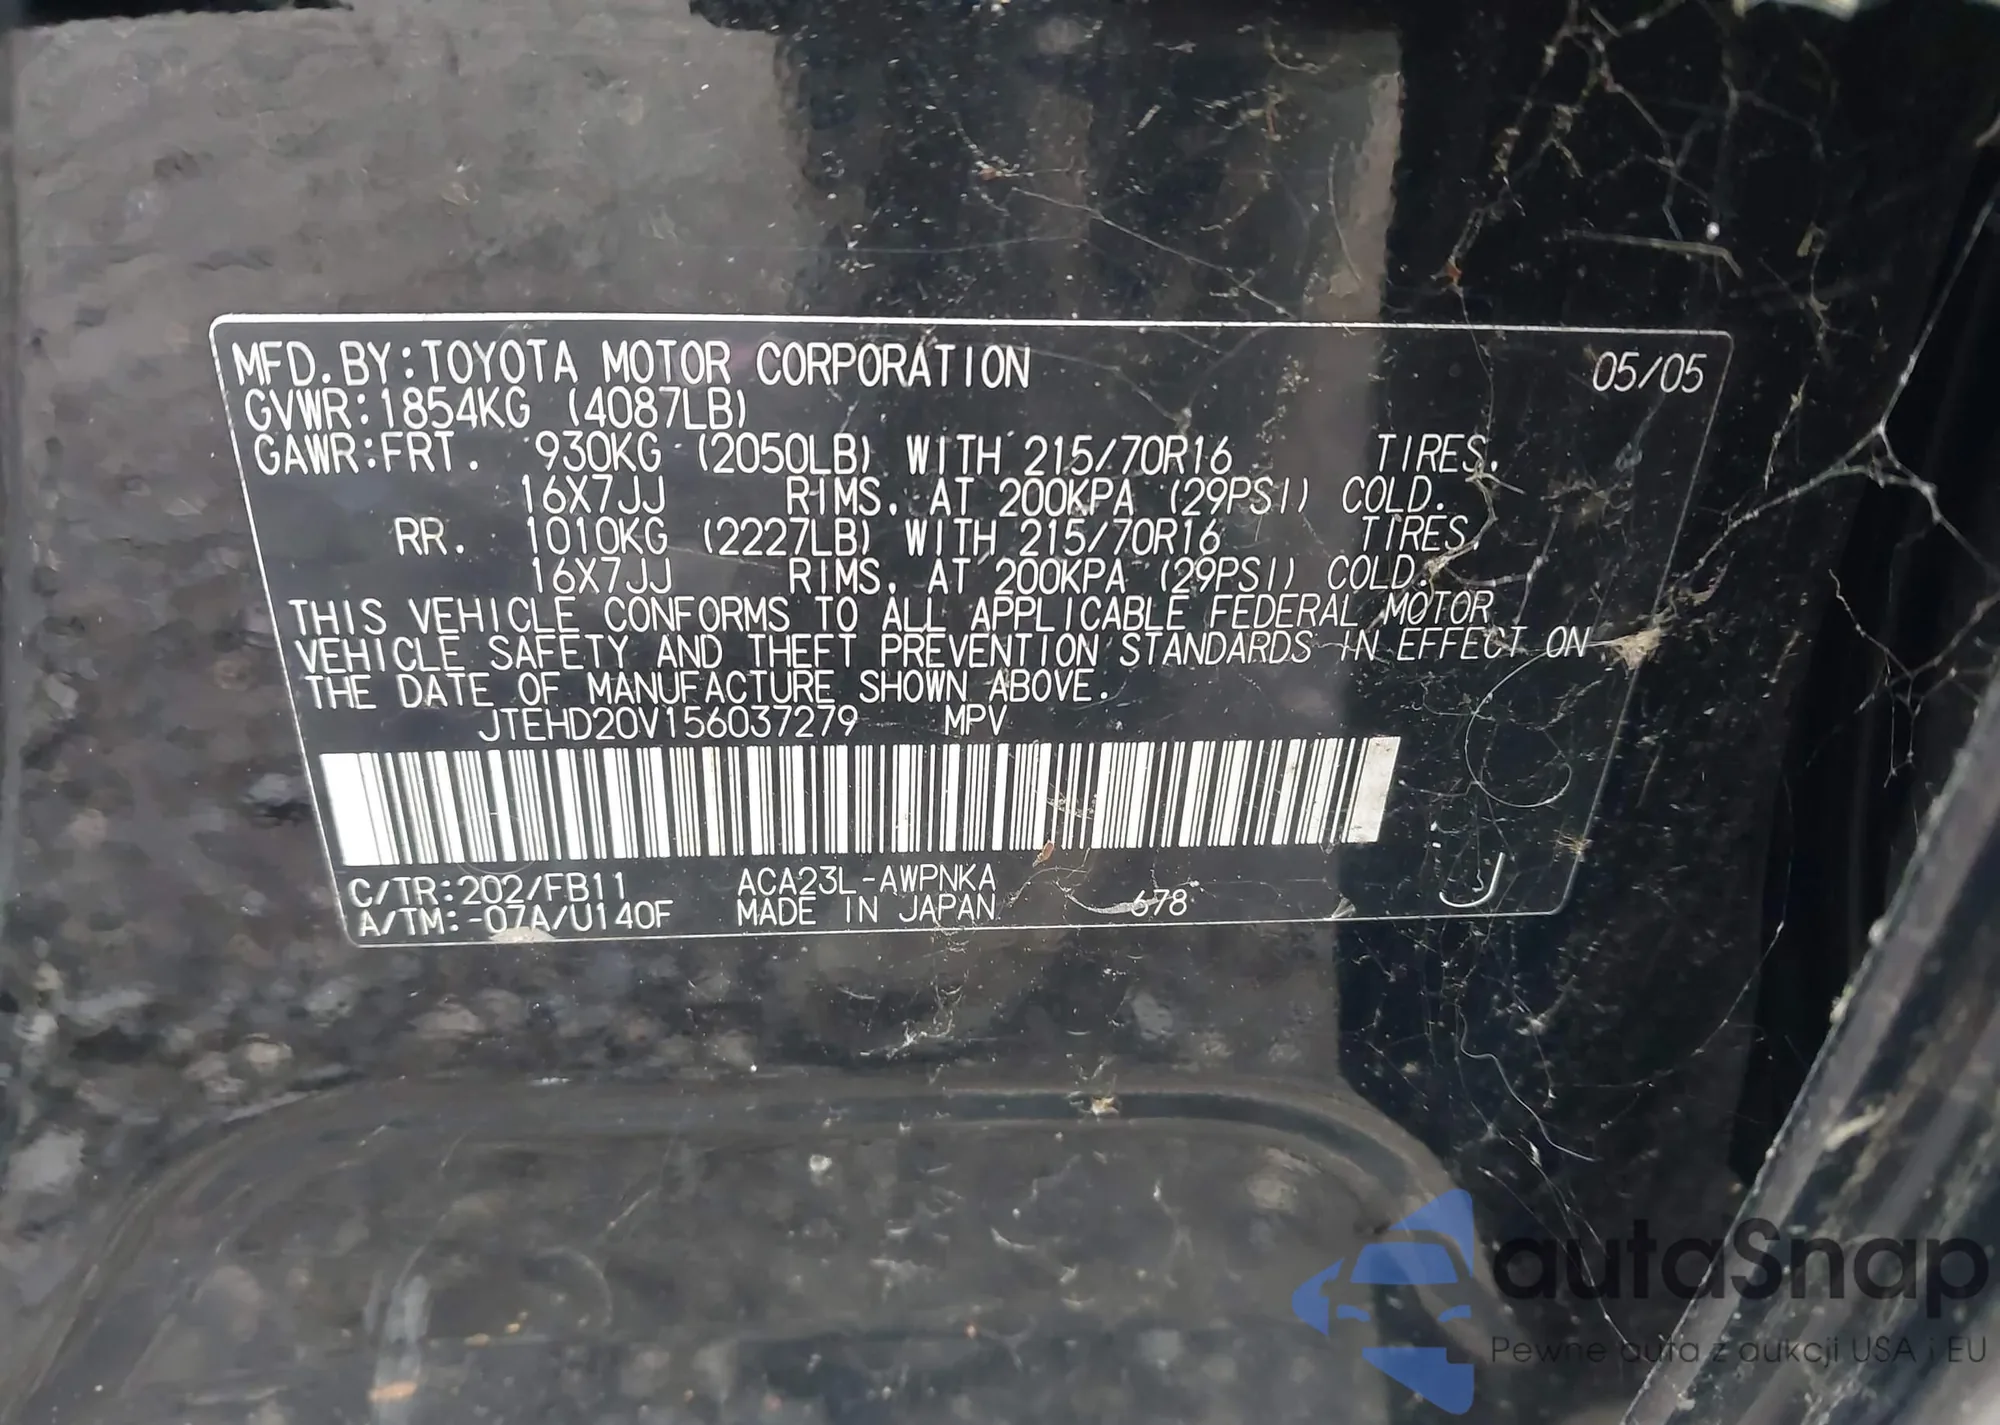 MFD.BY:TOYOTA MOTOR CORPORATION 05/05
GVWR:1854KG (4087LB)
GAWR:FRT. 930KG (2050LB) WITH 215/70R16 TIRES.
16X7JJ RIMS, AT 200KPA (29PSI) COLD.
RR. 1010KG (2227LB) WITH 215/70R16 TIRES,
16X7JJ RIMS, AT 200KPA (29PSI) COLD.
THIS VEHICLE CONFORMS TO ALL APPLICABLE FEDERAL MOTOR
VEHICLE SAFETY AND THEFT PREVENTION STANDARDS IN EFFECT ON
THE DATE OF MANUFACTURE SHOWN ABOVE.
JTEHD20V156037279 MPV
C/TR:202/FB11 ACA23L-AWPNKA
A/TM:-07A/U140F MADE IN JAPAN 678 J
autaSnap
Pewne auta z aukcji USA i EU